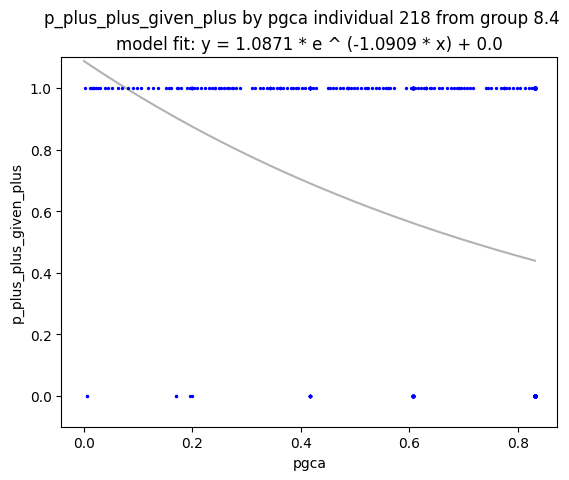 p_plus_plus_given_plus by pgca individual 218 from group 8.4
model fit: y = 1.0871 * e ^ (-1.0909 * x) + 0.0
1.0
0.8
0.6
0.4
0.2
0.0
p_plus_plus_given_plus
0.0 0.2 0.4 0.6 0.8
pgca